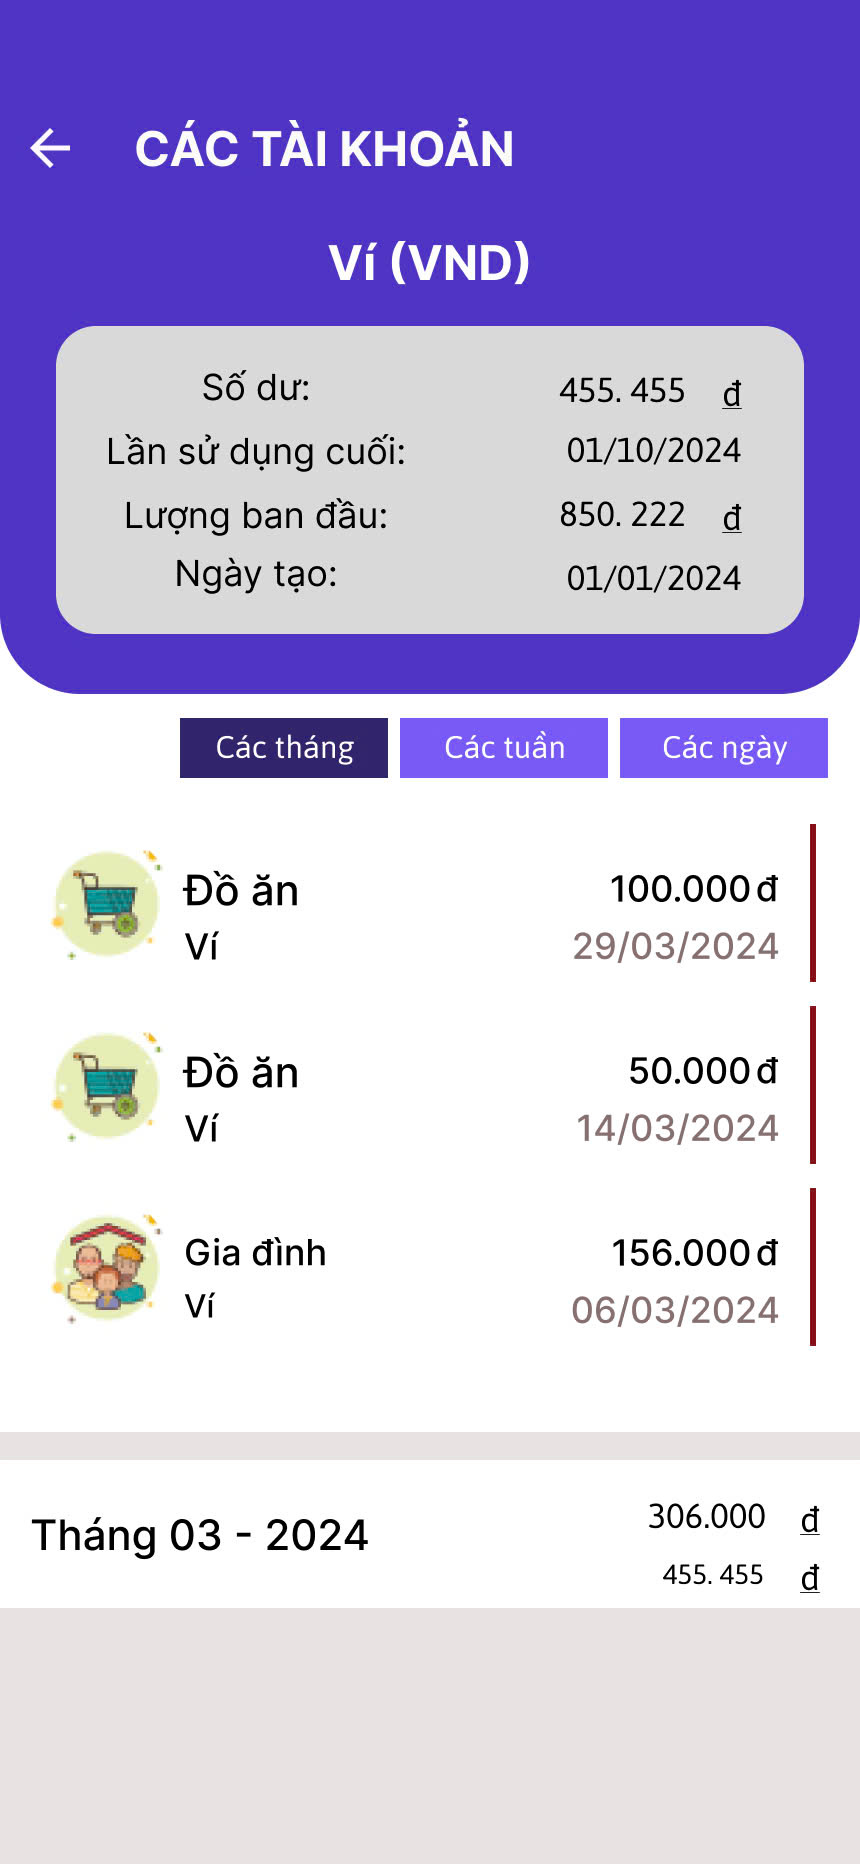 CÁC TÀI KHOẢN
Ví (VND)
Số dư: 455. 455 đ
Lần sử dụng cuối: 01/10/2024
Lượng ban đầu: 850. 222 đ
Ngày tạo: 01/01/2024
Các tháng Các tuần Các ngày
Đồ ăn 100.000 đ
Ví 29/03/2024
Đồ ăn 50.000 đ
Ví 14/03/2024
Gia đình 156.000 đ
Ví 06/03/2024
Tháng 03 - 2024 306.000 đ
455. 455 đ